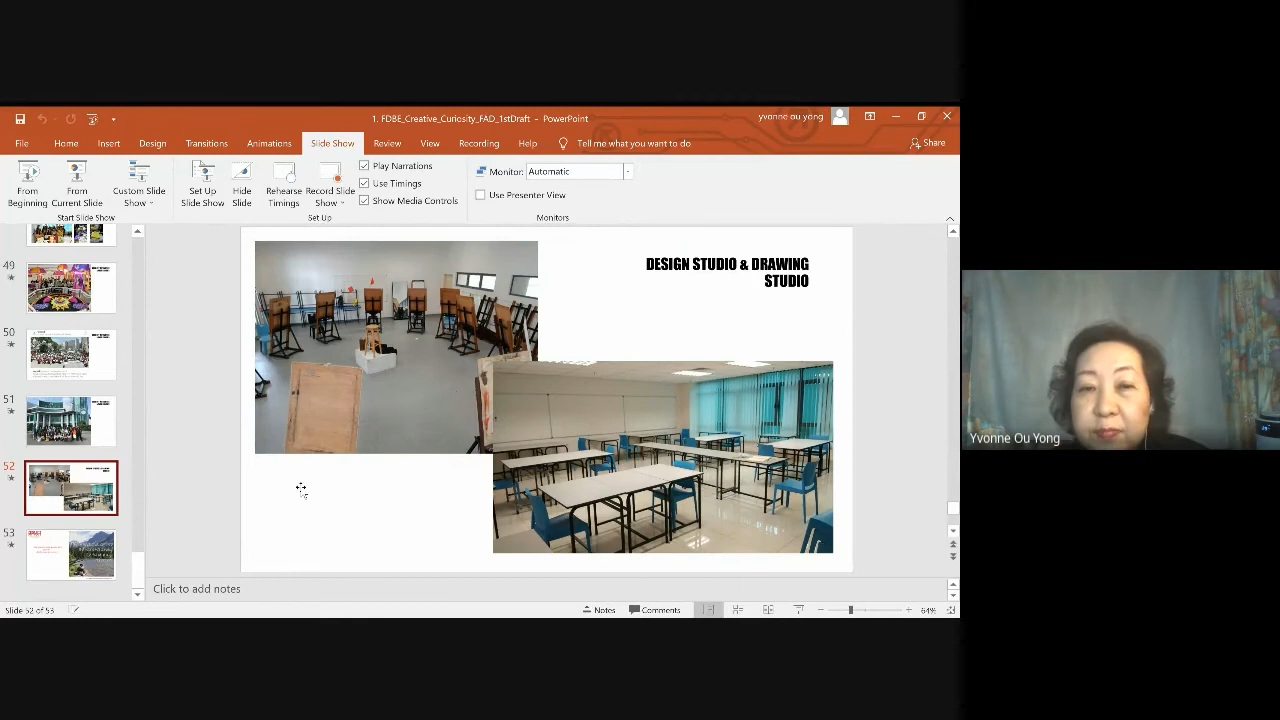 1. FDBE_Creative_Curiosity_FAD_1stDraft - PowerPoint
yvonne ou yong
File Home Insert Design Transitions Animations Slide Show Review View Recording Help Tell me what you want to do
Share
From Beginning
From Current Slide
Custom Slide Show
Set Up Slide Show
Hide Slide
Rehearse Timings
Record Slide Show
Play Narrations
Use Timings
Show Media Controls
Monitor: Automatic
Use Presenter View
Start Slide Show
Set Up
Monitors
49
50
51
52
53
DESIGN STUDIO & DRAWING
STUDIO
Yvonne Ou Yong
Click to add notes
Slide 52 of 53
Notes
Comments
64%